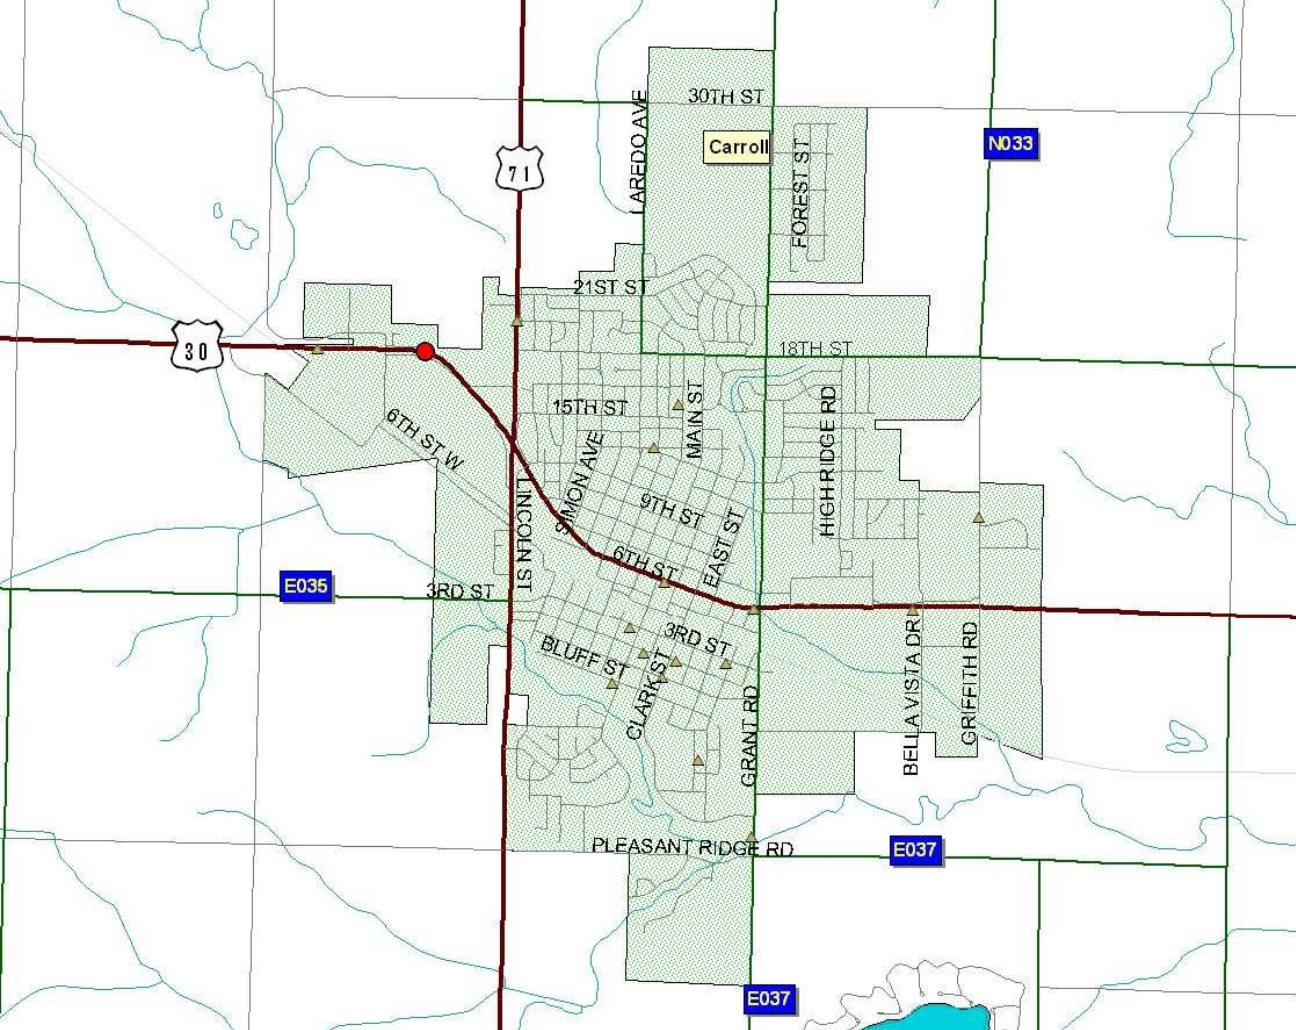 30TH ST
LAREDO AVE
Carroll
N033
FOREST ST
71
21ST ST
30
18TH ST
15TH ST
MAIN ST
HIGH RIDGE RD
6TH ST W
SIMON AVE
9TH ST
LINCOLN ST
EAST ST
6TH ST
E035
3RD ST
3RD ST
BLUFF ST
CLARK ST
BELLA VISTA DR
GRIFFITH RD
GRANT RD
PLEASANT RIDGE RD
E037
E037